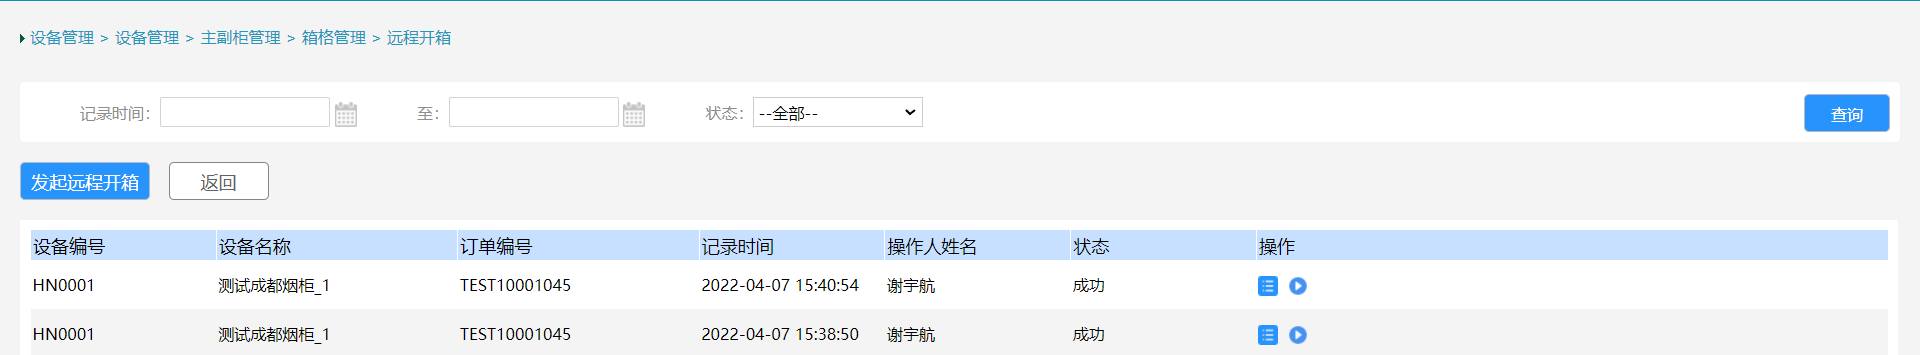 设备管理 > 设备管理 > 主副柜管理 > 箱格管理 > 远程开箱
记录时间： 至： 状态： --全部-- 查询
发起远程开箱 返回
设备编号 设备名称 订单编号 记录时间 操作人姓名 状态 操作
HN0001 测试成都烟柜_1 TEST10001045 2022-04-07 15:40:54 谢宇航 成功
HN0001 测试成都烟柜_1 TEST10001045 2022-04-07 15:38:50 谢宇航 成功